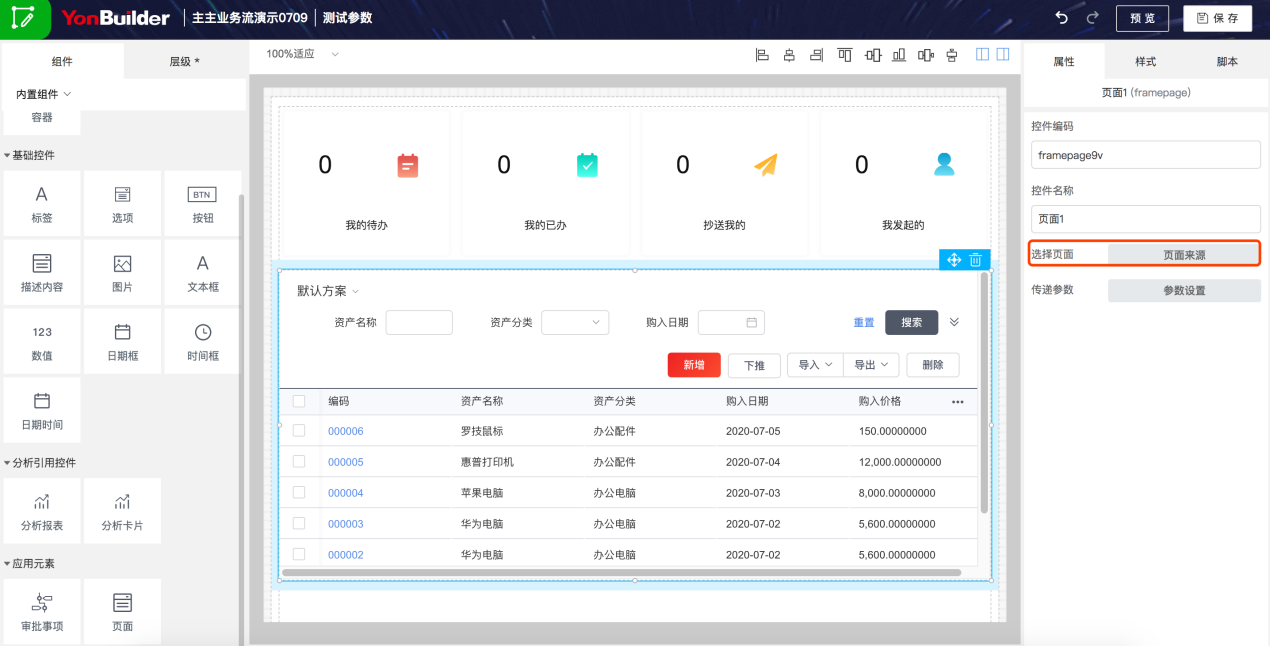 YonBuilder 主主业务流演示0709 测试参数 预览 保存
组件 层级 *
内置组件
容器
基础控件
A BTN
标签 选项 按钮
A
描述内容 图片 文本框
123
数值 日期框 时间框
日期时间
分析引用控件
分析报表 分析卡片
应用元素
审批事项 页面
100%适应
0 0 0 0
我的待办 我的已办 抄送我的 我发起的
默认方案
资产名称 资产分类 购入日期 重置 搜索
新增 下推 导入 导出 删除
编码 资产名称 资产分类 购入日期 购入价格 •••
000006 罗技鼠标 办公配件 2020-07-05 150.00000000
000005 惠普打印机 办公配件 2020-07-04 12,000.00000000
000004 苹果电脑 办公电脑 2020-07-03 8,000.00000000
000003 华为电脑 办公电脑 2020-07-02 5,600.00000000
000002 华为电脑 办公电脑 2020-07-02 5,600.00000000
属性 样式 脚本
页面1 (framepage)
控件编码
framepage9v
控件名称
页面1
选择页面 页面来源
传递参数 参数设置